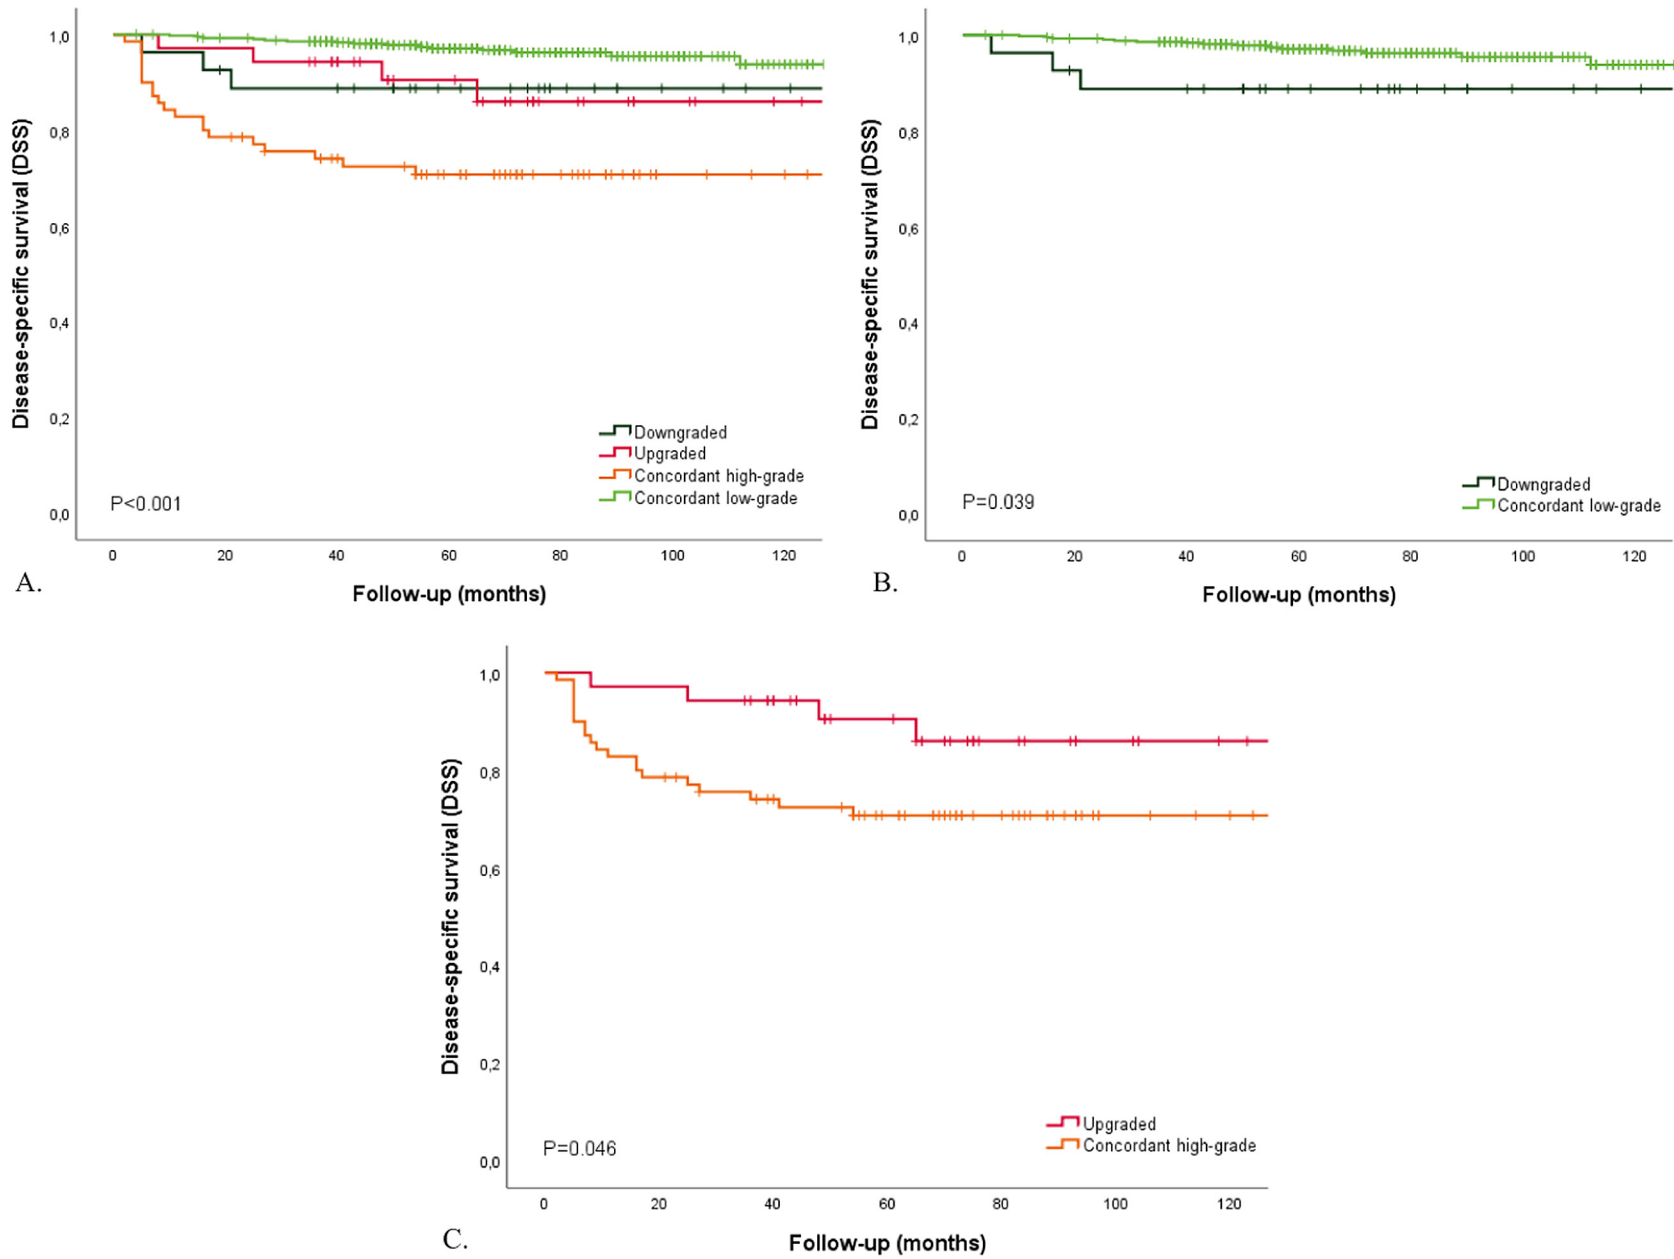 Disease-specific survival (DSS)
1,0
0,8
0,6
0,4
0,2
0,0
Downgraded
Upgraded
Concordant high-grade
Concordant low-grade
P<0.001
0 20 40 60 80 100 120
Follow-up (months)
A.
Disease-specific survival (DSS)
1,0
0,8
0,6
0,4
0,2
0,0
Downgraded
Concordant low-grade
P=0.039
0 20 40 60 80 100 120
Follow-up (months)
B.
Disease-specific survival (DSS)
1,0
0,8
0,6
0,4
0,2
0,0
Upgraded
Concordant high-grade
P=0.046
0 20 40 60 80 100 120
Follow-up (months)
C.